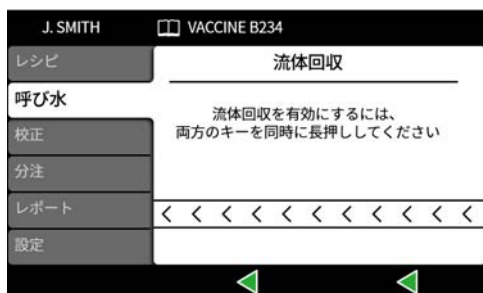 J. SMITH
VACCINE B234
レシピ
呼び水
校正
分注
レポート
設定
流体回収
流体回収を有効にするには、
両方のキーを同時に長押ししてください